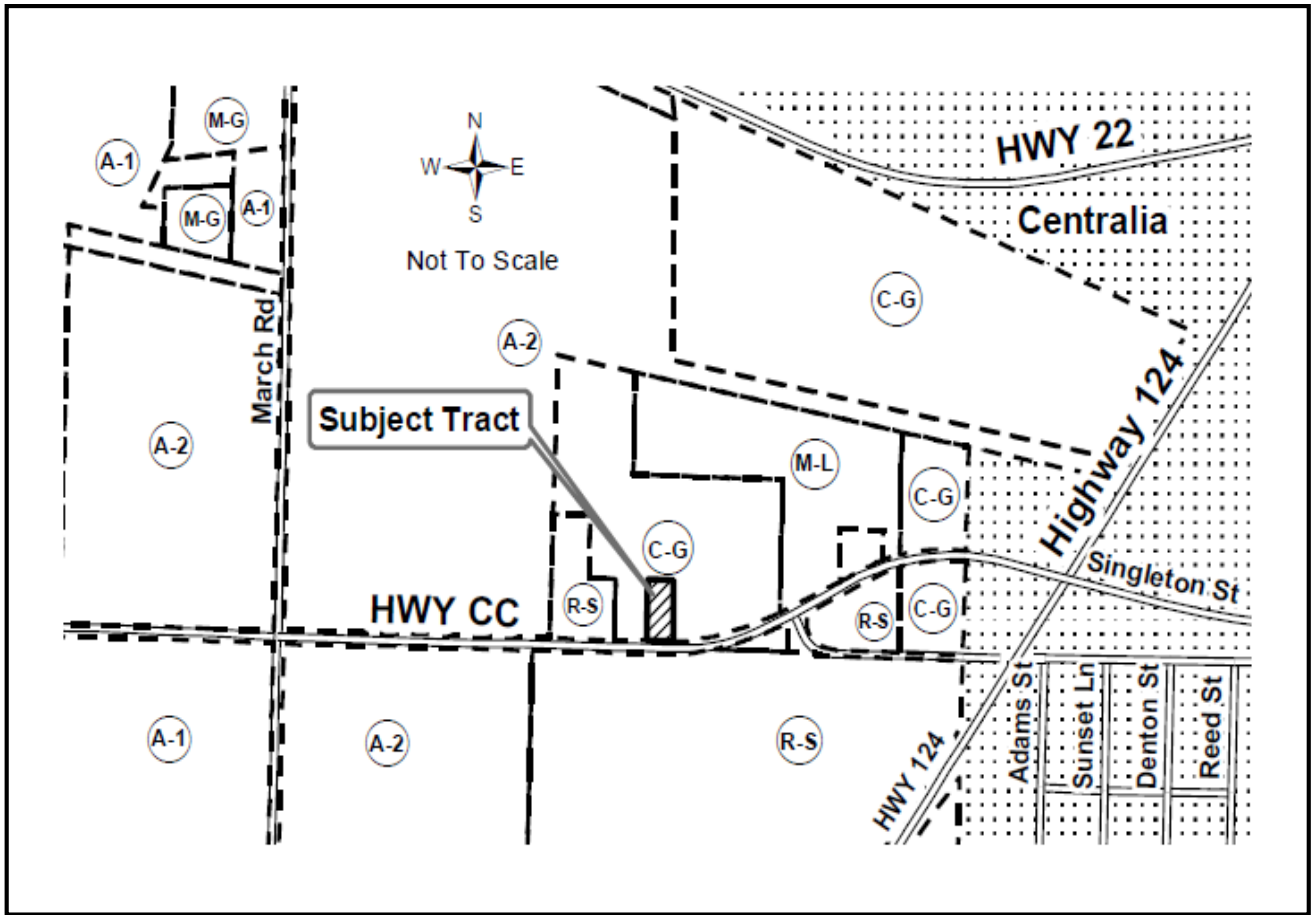 M-G
A-1
M-G
A-1
N
W
E
S
Not To Scale
HWY 22
Centralia
C-G
March Rd
A-2
A-2
Subject Tract
M-L
C-G
Highway 124
C-G
Singleton St
R-S
HWY CC
R-S
C-G
A-1
A-2
R-S
HWY 124
Adams St
Sunset Ln
Denton St
Reed St